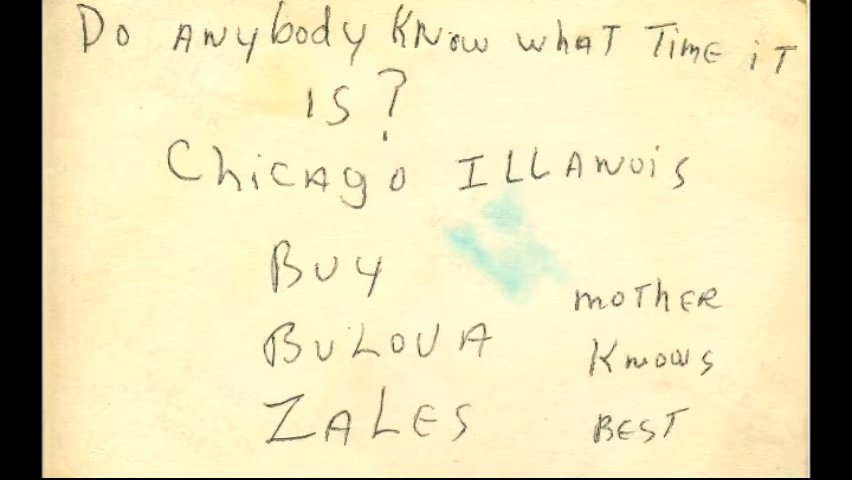 Do ANybody KNow whAT Time iT
is?
ChicAgo ILLANois
Buy
BuLovA
ZALES
moTHER
Knows
BEST